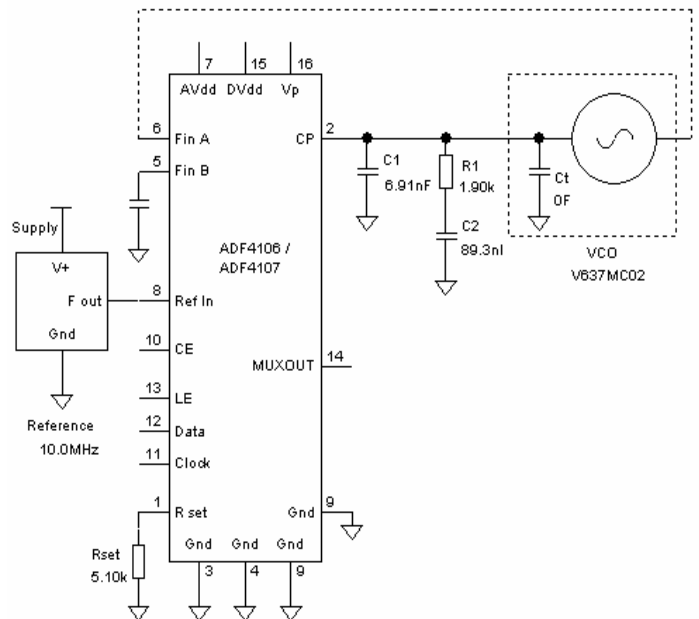 7
15
16
AVdd
DVdd
Vp
6
Fin A
CP
2
5
Fin B
C1
6.91nF
R1
1.90k
Ct
0F
C2
89.3nl
VCO
V637MC02
ADF4106 /
ADF4107
Supply
V+
F out
Gnd
8
Ref In
10
CE
MUXOUT
14
13
LE
Reference
10.0MHz
12
Data
11
Clock
1
R set
Gnd
9
Rset
5.10k
Gnd
Gnd
Gnd
3
4
9